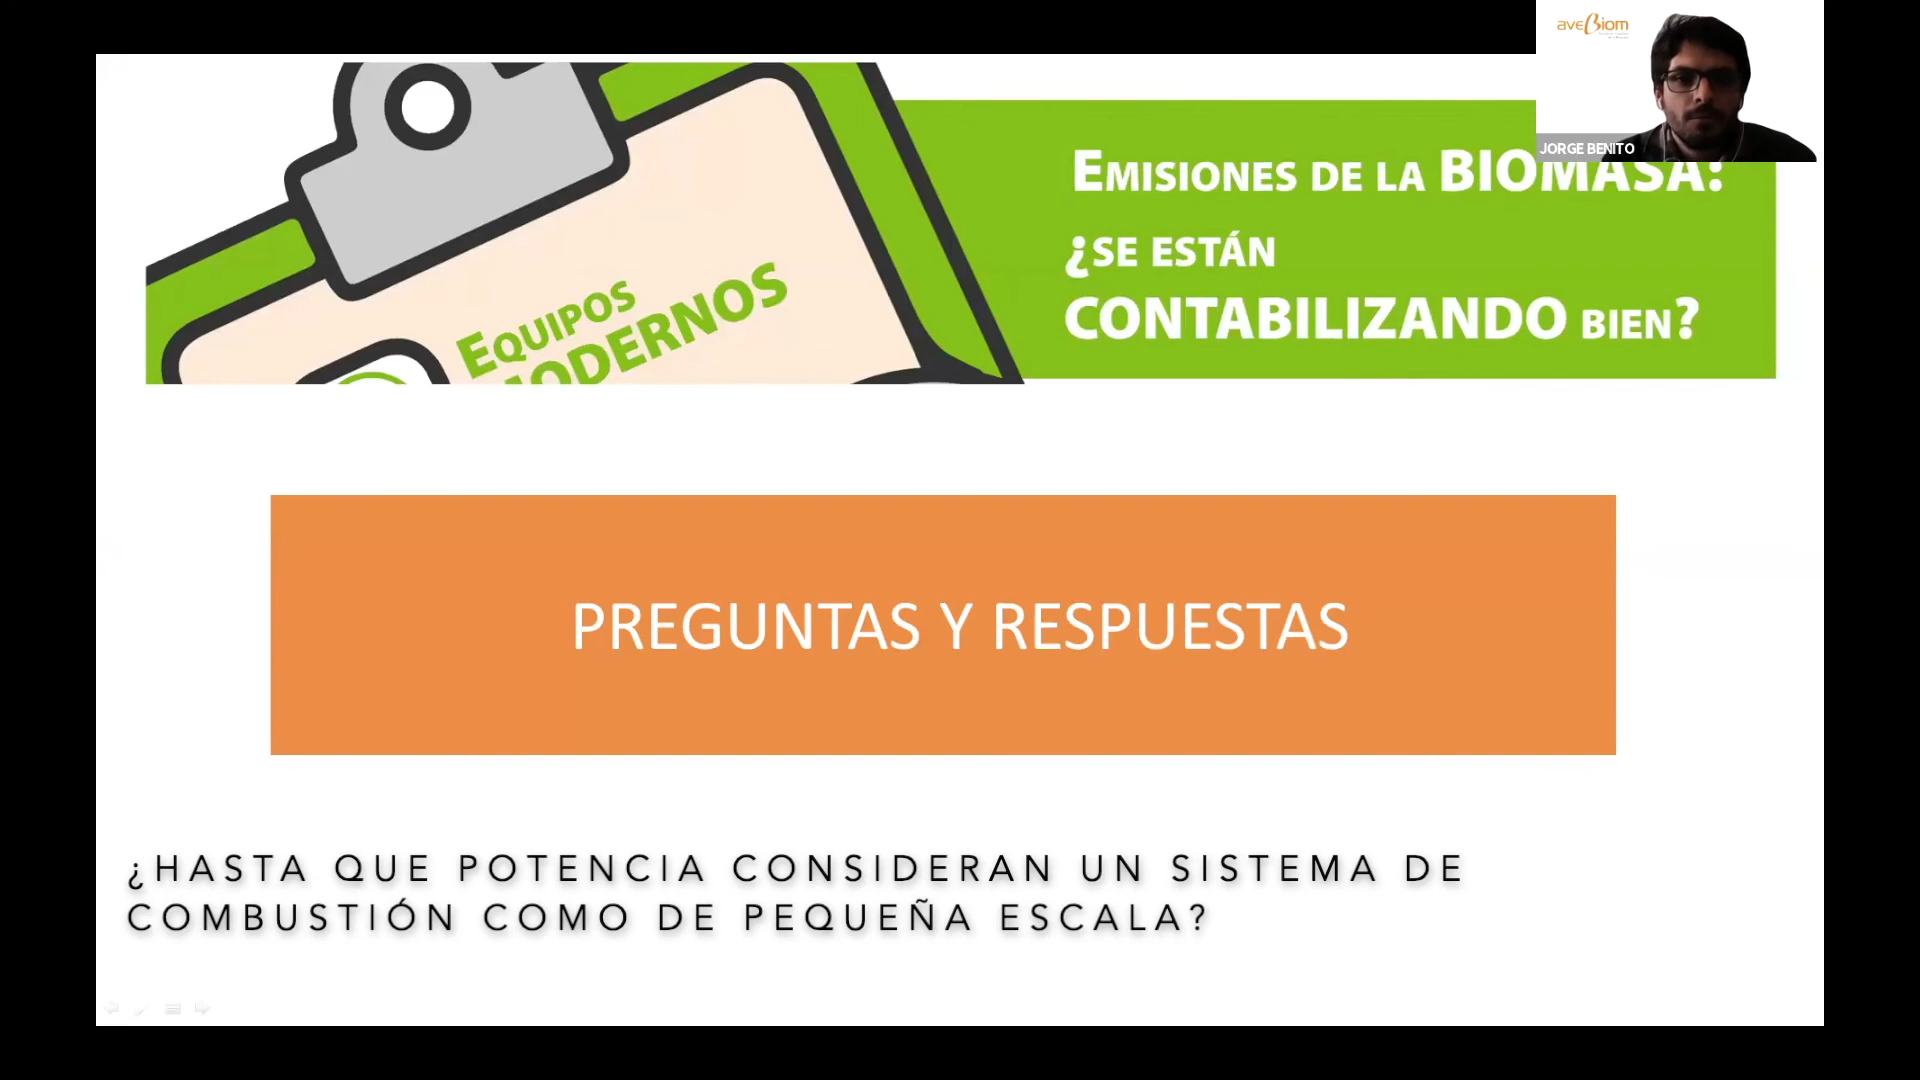 aveBiom
JORGE BENITO
EMISIONES DE LA BIOMASA:
¿SE ESTÁN
CONTABILIZANDO BIEN?
EQUIPOS
MODERNOS
PREGUNTAS Y RESPUESTAS
¿HASTA QUE POTENCIA CONSIDERAN UN SISTEMA DE
COMBUSTIÓN COMO DE PEQUEÑA ESCALA?